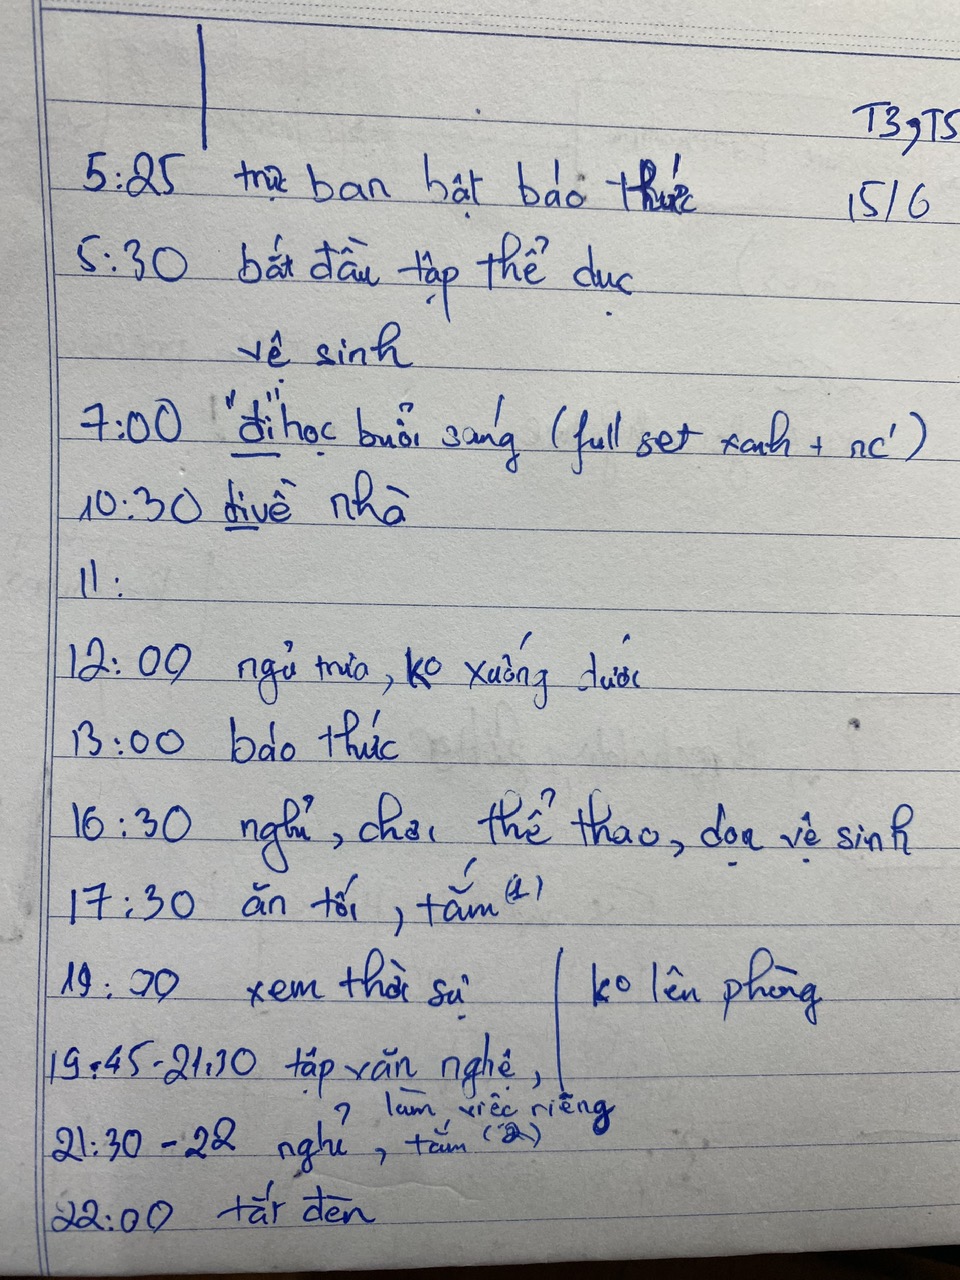 T3, T5
5:25 trực ban bật báo thức 15/6
5:30 bắt đầu tập thể dục
vệ sinh
7:00 "đi" học buổi sáng (full set xanh + nc')
10:30 đi về nhà
11:
12:00 ngủ trưa, ko xuống dưới
13:00 báo thức
16:30 nghỉ, chơi thể thao, dọn vệ sinh
17:30 ăn tối, tắm (1)
19:00 xem thời sự ko lên phòng
19:45-21:30 tập văn nghệ,
làm việc riêng
21:30 - 22 nghỉ, tắm (2)
22:00 tắt đèn